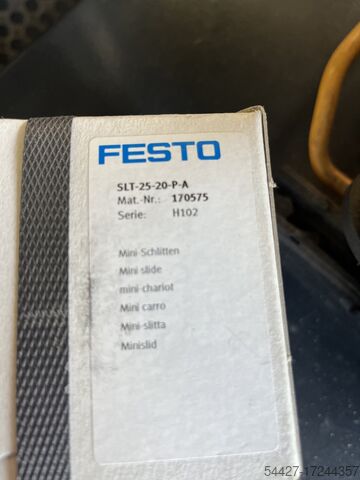 FESTO
SLT-25-20-P-A
Mat.-Nr.: 170575
Serie: H102
Mini Schlitten
Mini slide
mini-chariot
Mini carro
Mini-slitta
Minislid
54427-17244357